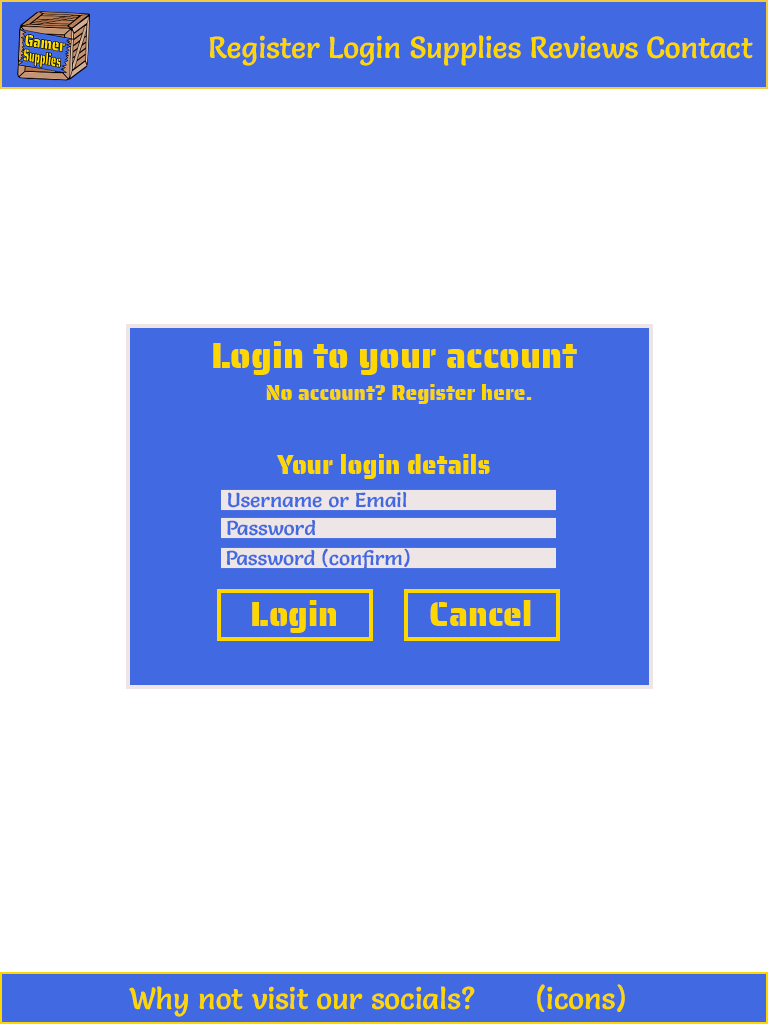 Gamer
Supplies
Register Login Supplies Reviews Contact
Login to your account
No account? Register here.
Your login details
Username or Email
Password
Password (confirm)
Login
Cancel
Why not visit our socials? (icons)